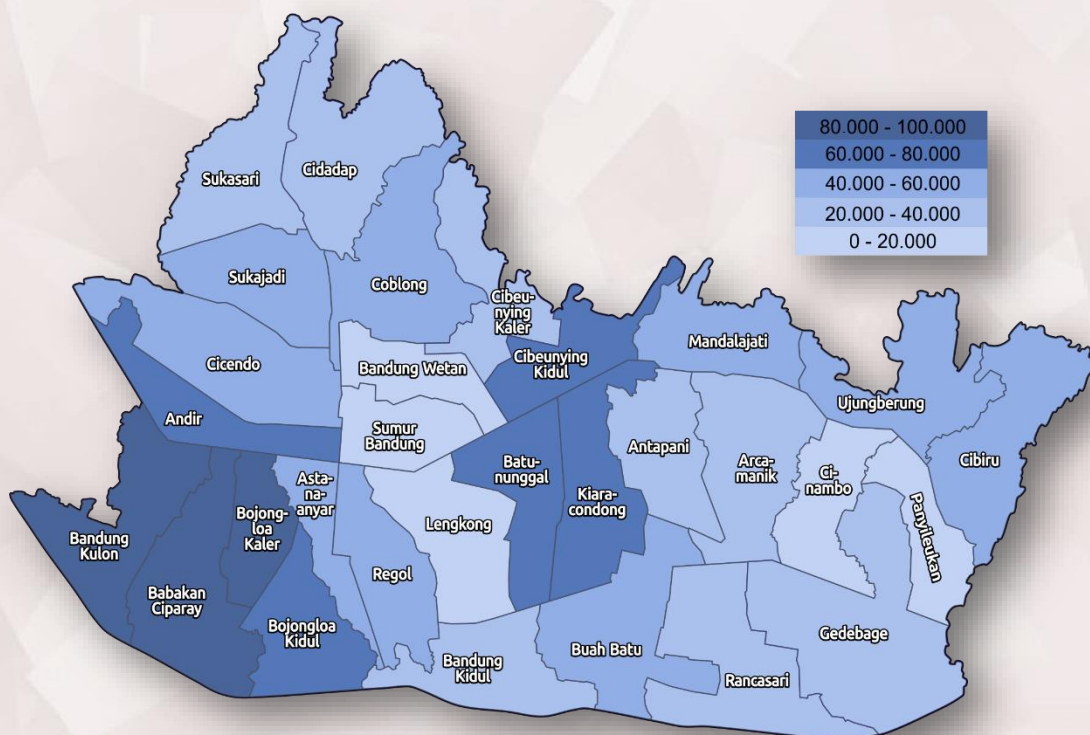 80.000 - 100.000
60.000 - 80.000
40.000 - 60.000
20.000 - 40.000
0 - 20.000
Sukasari
Cidadap
Sukajadi
Coblong
Cibeu-
nying
Kaler
Cicendo
Bandung Wetan
Cibeunying
Kidul
Mandalajati
Andir
Sumur
Bandung
Ujungberung
Asta-
na-
anyar
Batu-
nunggal
Antapani
Arca-
manik
Ci-
nambo
Cibiru
Bandung
Kulon
Bojong-
loa
Kaler
Lengkong
Kiara-
condong
Panyileukan
Babakan
Ciparay
Regol
Bojongloa
Kidul
Bandung
Kidul
Buah Batu
Rancasari
Gedebage